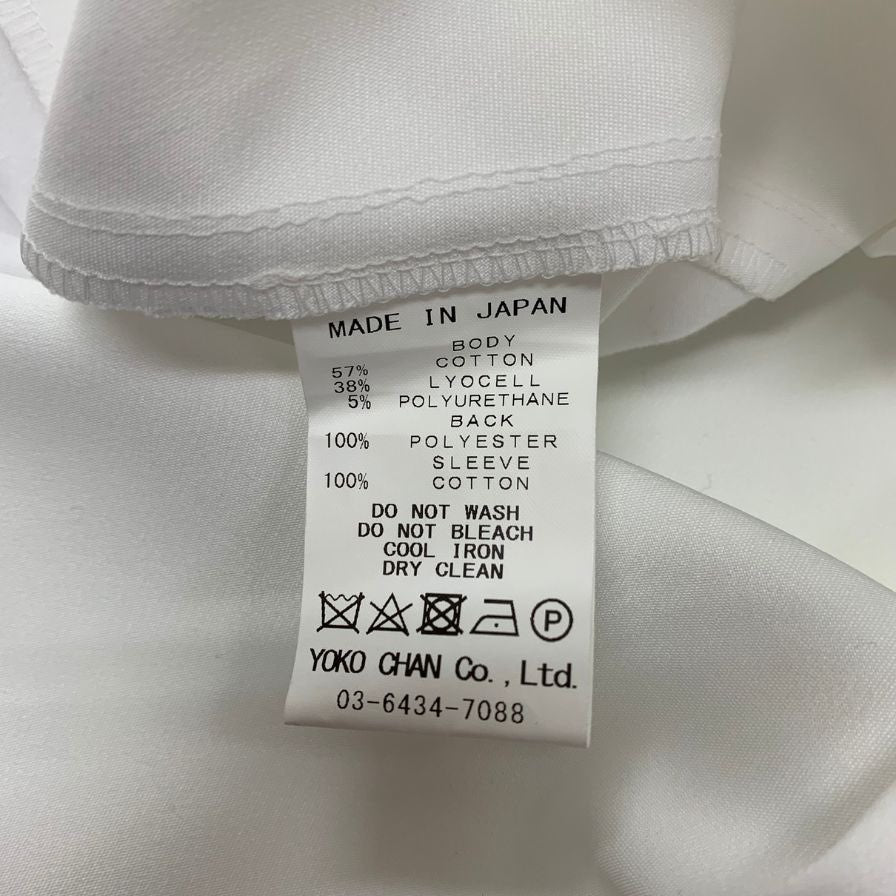 MADE IN JAPAN
BODY
57% COTTON
38% LYOCELL
5% POLYURETHANE
BACK
100% POLYESTER
SLEEVE
100% COTTON
DO NOT WASH
DO NOT BLEACH
COOL IRON
DRY CLEAN
P
YOKO CHAN Co., Ltd.
03-6434-7088